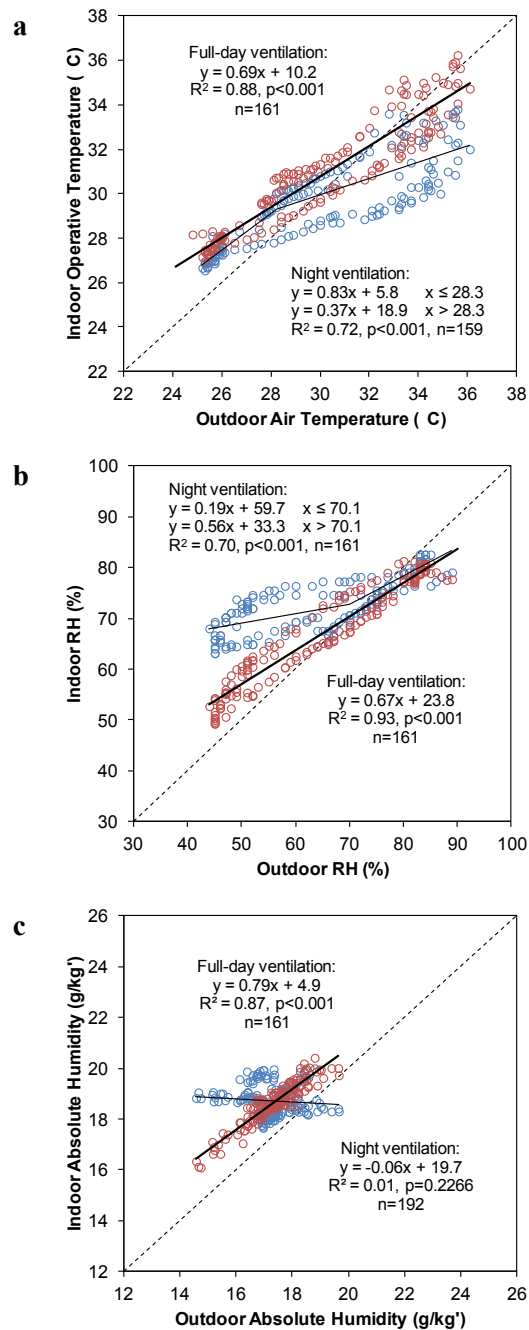 a
38
36
34
32
30
28
26
24
22
Indoor Operative Temperature ( C)
Full-day ventilation:
y = 0.69x + 10.2
R² = 0.88, p<0.001
n=161
Night ventilation:
y = 0.83x + 5.8 x ≤ 28.3
y = 0.37x + 18.9 x > 28.3
R² = 0.72, p<0.001, n=159
22 24 26 28 30 32 34 36 38
Outdoor Air Temperature ( C)
b
100
90
80
70
60
50
40
30
Indoor RH (%)
Night ventilation:
y = 0.19x + 59.7 x ≤ 70.1
y = 0.56x + 33.3 x > 70.1
R² = 0.70, p<0.001, n=161
Full-day ventilation:
y = 0.67x + 23.8
R² = 0.93, p<0.001
n=161
30 40 50 60 70 80 90 100
Outdoor RH (%)
c
26
24
22
20
18
16
14
12
Indoor Absolute Humidity (g/kg')
Full-day ventilation:
y = 0.79x + 4.9
R² = 0.87, p<0.001
n=161
Night ventilation:
y = -0.06x + 19.7
R² = 0.01, p=0.2266
n=192
12 14 16 18 20 22 24 26
Outdoor Absolute Humidity (g/kg')